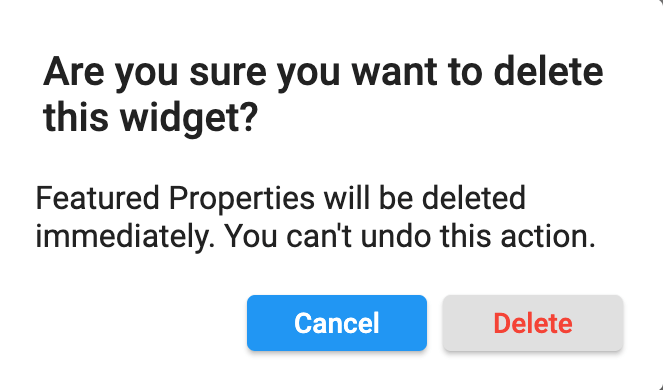 Are you sure you want to delete
this widget?
Featured Properties will be deleted
immediately. You can't undo this action.
Cancel
Delete